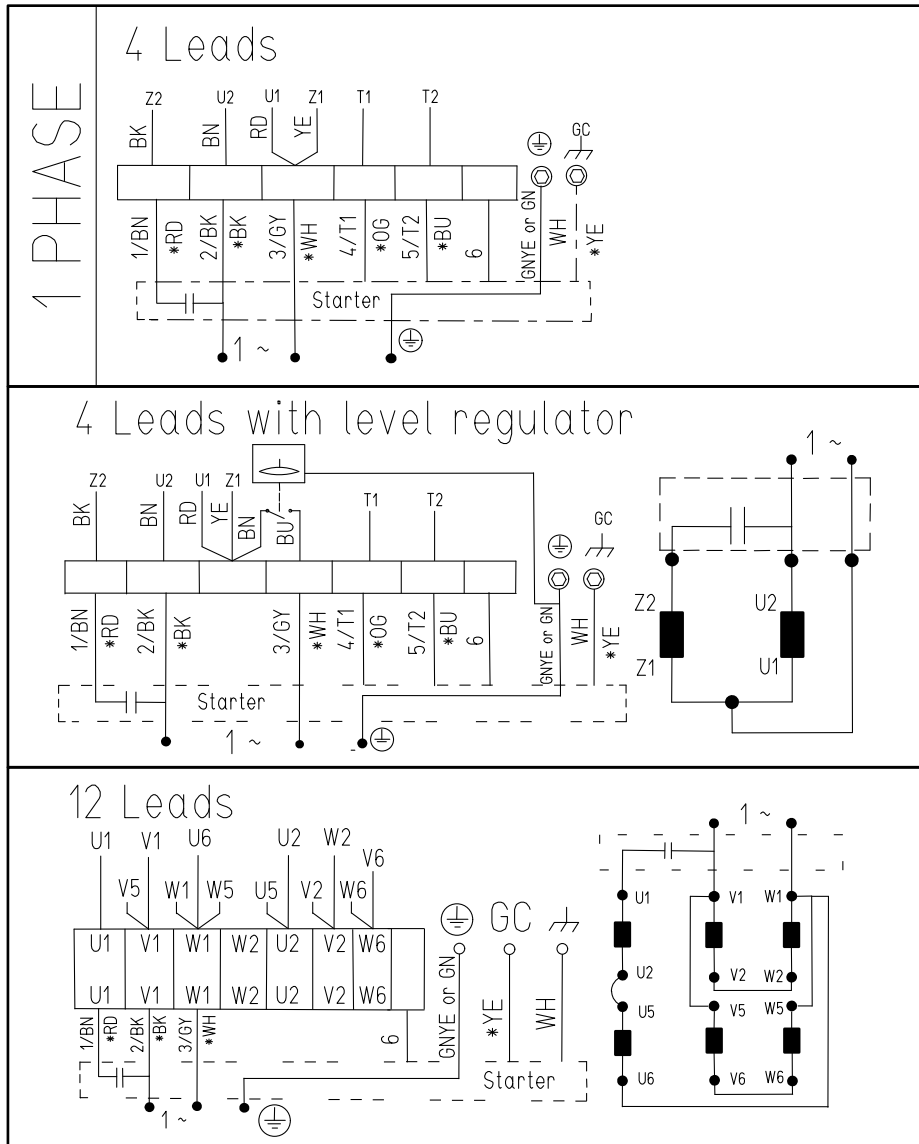 1 PHASE
4 Leads
Z2 U2 U1 Z1 T1 T2 GC
BK BN RD YE
1/BN *RD 2/BK *BK 3/GY *WH 4/T1 *OG 5/T2 *BU 6 GNYE or GN WH *YE
Starter
1 ~
4 Leads with level regulator
Z2 U2 U1 Z1 T1 T2 GC
BK BN RD YE BN BU
1/BN *RD 2/BK *BK 3/GY *WH 4/T1 *OG 5/T2 *BU 6 GNYE or GN WH *YE
Starter
1 ~
1 ~
Z2 U2
Z1 U1
12 Leads
U1 V1 U6 U2 W2 V6
V5 W1 W5 U5 V2 W6
U1 V1 W1 W2 U2 V2 W6
U1 V1 W1 W2 U2 V2 W6
GC
1/BN *RD 2/BK *BK 3/GY *WH 6 GNYE or GN *YE WH
Starter
1 ~
1 ~
U1 V1 W1
U2 V2 W2
U5 V5 W5
U6 V6 W6